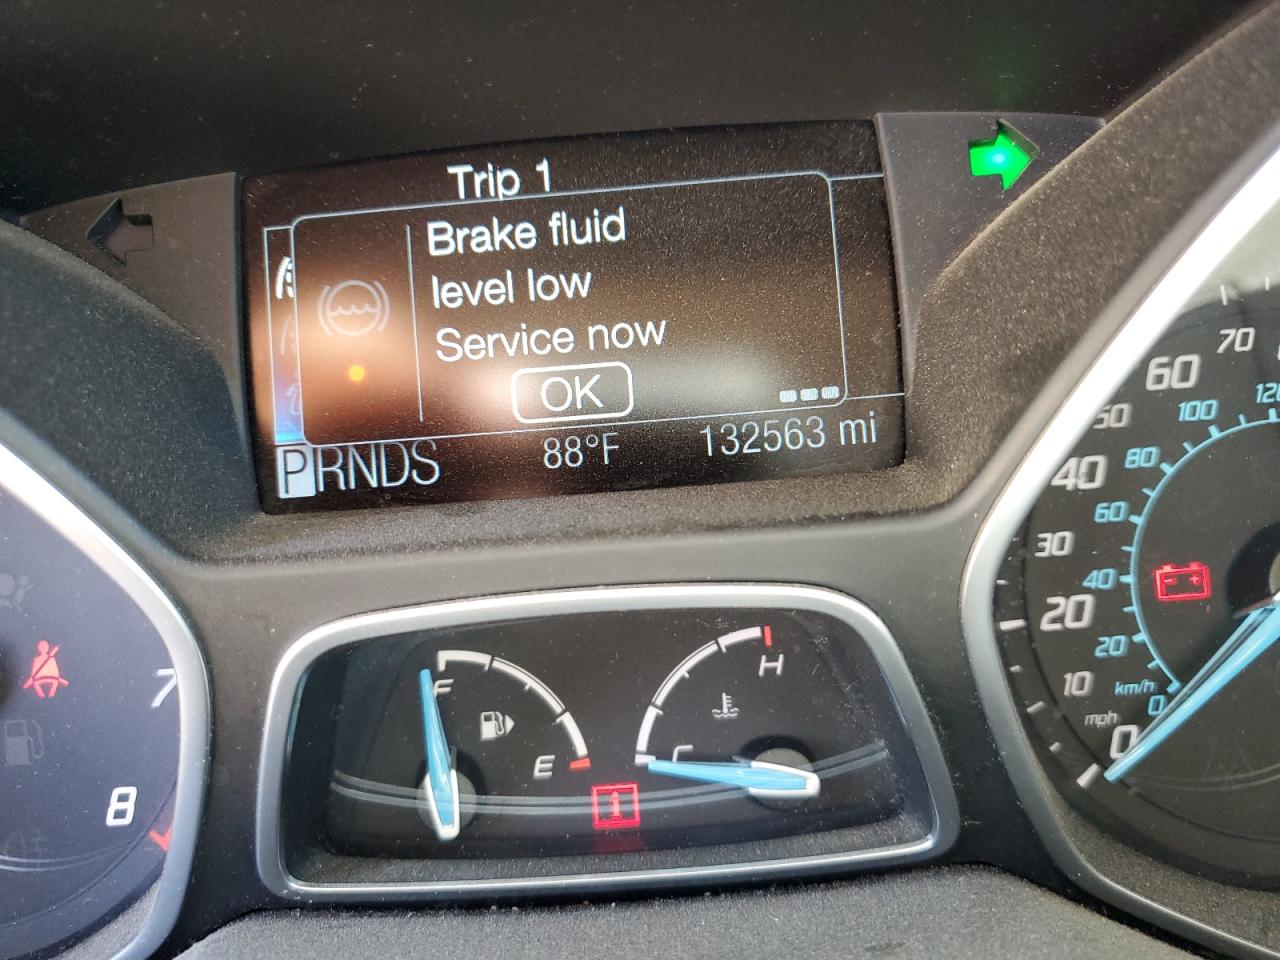 Trip 1
Brake fluid
level low
Service now
OK
PRNDS
88°F
132563 mi
7
8
F
E
H
C
i
70
60
50
40
30
20
10
0
mph
120
100
80
60
40
20
0
km/h